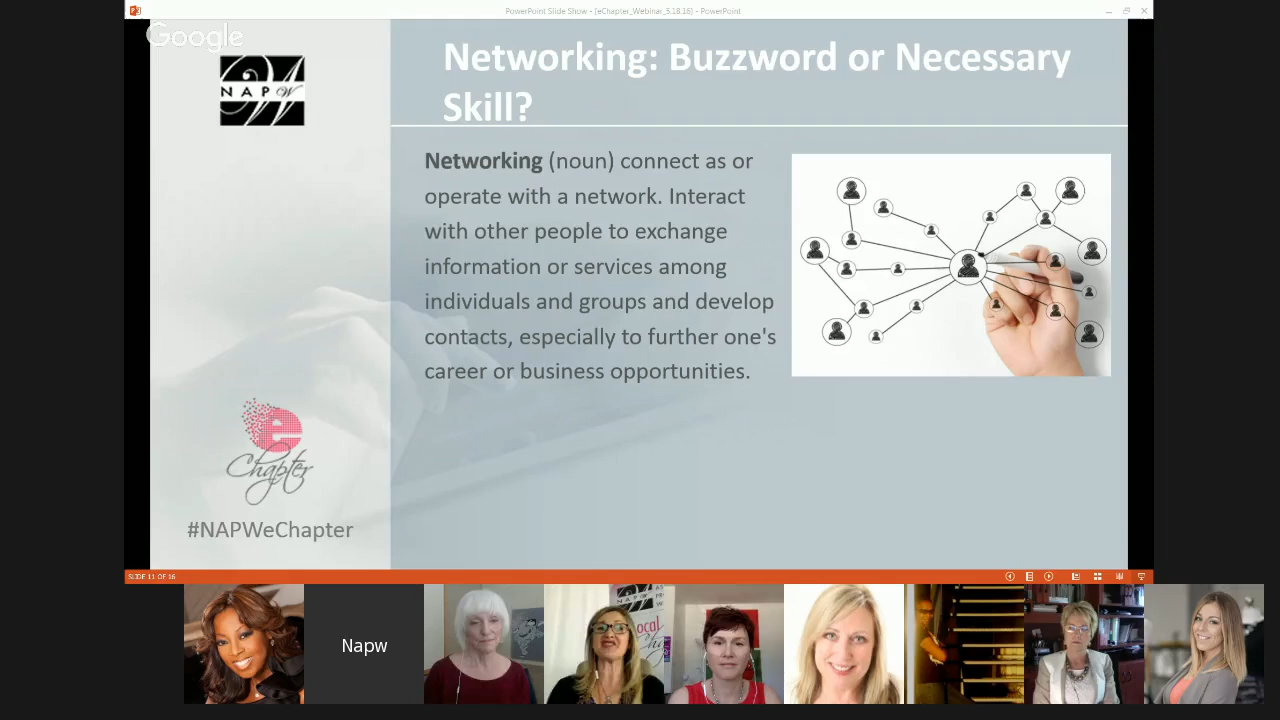 PowerPoint Slide Show - [eChapter_Webinar_5.18.16] - PowerPoint
Google
NAPW
Networking: Buzzword or Necessary
Skill?
Networking (noun) connect as or
operate with a network. Interact
with other people to exchange
information or services among
individuals and groups and develop
contacts, especially to further one's
career or business opportunities.
e
Chapter
#NAPWeChapter
SLIDE 11 OF 16
Napw
NAPW
Local